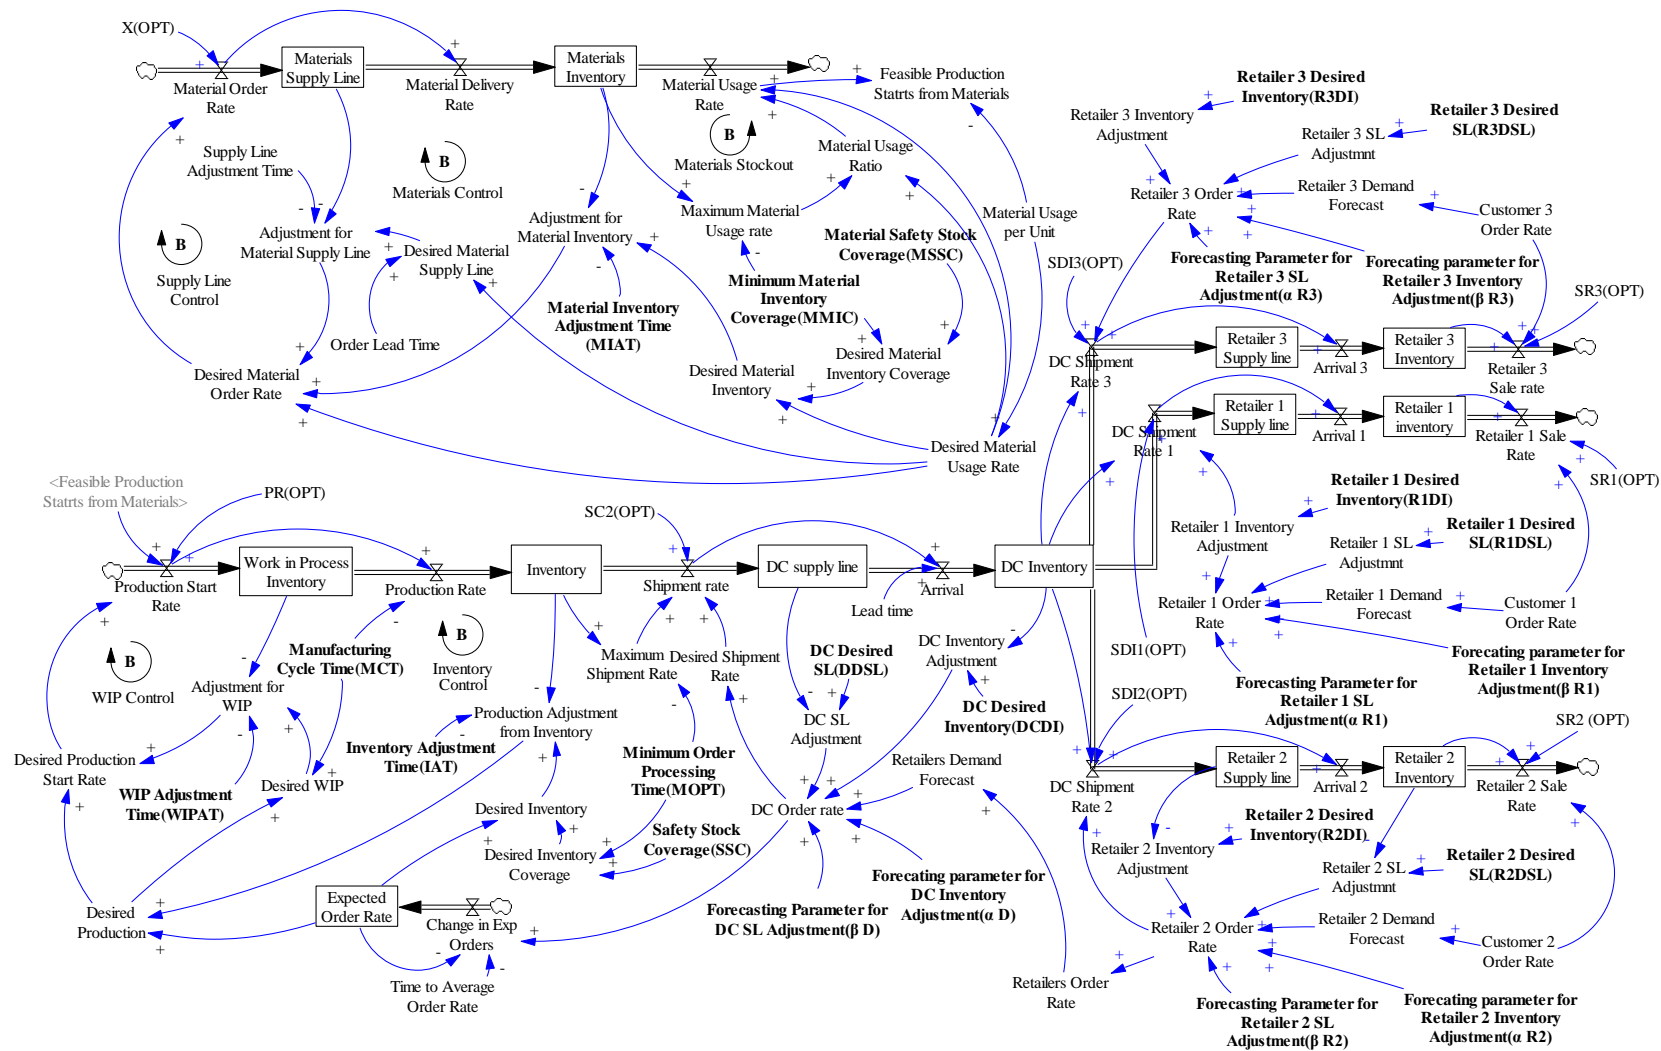 X(OPT)
Materials
Supply Line
Materials
Inventory
Material Order
Rate
Material Delivery
Rate
Material Usage
Rate
Feasible Production
Statrts from Materials
B
Materials Stockout
Material Usage
Ratio
Supply Line
Adjustment Time
B
Materials Control
B
Supply Line
Control
Adjustment for
Material Supply Line
Desired Material
Supply Line
Adjustment for
Material Inventory
Maximum Material
Usage rate
Material Safety Stock
Coverage(MSSC)
Material Usage
per Unit
Minimum Material
Inventory
Coverage(MMIC)
Material Inventory
Adjustment Time
(MIAT)
Order Lead Time
Desired Material
Order Rate
Desired Material
Inventory
Desired Material
Inventory Coverage
Desired Material
Usage Rate
Retailer 3 Desired
Inventory(R3DI)
Retailer 3 Inventory
Adjustment
Retailer 3 Desired
SL(R3DSL)
Retailer 3 SL
Adjustmnt
Retailer 3 Order
Rate
Retailer 3 Demand
Forecast
Customer 3
Order Rate
SDI3(OPT)
Forecasting Parameter for
Retailer 3 SL
Adjustment(α R3)
Forecating parameter for
Retailer 3 Inventory
Adjustment(β R3)
SR3(OPT)
DC Shipment
Rate 3
Retailer 3
Supply line
Arrival 3
Retailer 3
Inventory
Retailer 3
Sale rate
DC Shipment
Rate 1
Retailer 1
Supply line
Arrival 1
Retailer 1
inventory
Retailer 1 Sale
Rate
SR1(OPT)
Retailer 1 Desired
Inventory(R1DI)
Retailer 1 Inventory
Adjustment
Retailer 1 Desired
SL(R1DSL)
Retailer 1 SL
Adjustmnt
Retailer 1 Order
Rate
Retailer 1 Demand
Forecast
Customer 1
Order Rate
SDI1(OPT)
Forecasting Parameter for
Retailer 1 SL
Adjustment(α R1)
Forecating parameter for
Retailer 1 Inventory
Adjustment(β R1)
<Feasible Production
Statrts from Materials>
PR(OPT)
Production Start
Rate
Work in Process
Inventory
Production Rate
Inventory
SC2(OPT)
Shipment rate
DC supply line
Lead time
Arrival
DC Inventory
B
WIP Control
Manufacturing
Cycle Time(MCT)
B
Inventory
Control
Adjustment for
WIP
Maximum
Shipment Rate
Desired Shipment
Rate
DC Desired
SL(DDSL)
DC Inventory
Adjustment
Production Adjustment
from Inventory
DC SL
Adjustment
DC Desired
Inventory(DCDI)
Desired Production
Start Rate
WIP Adjustment
Time(WIPAT)
Desired WIP
Inventory Adjustment
Time(IAT)
Minimum Order
Processing
Time(MOPT)
Retailers Demand
Forecast
Desired Inventory
DC Order rate
Safety Stock
Coverage(SSC)
Desired Inventory
Coverage
Forecating parameter for
DC Inventory
Adjustment(α D)
Forecasting Parameter for
DC SL Adjustment(β D)
Desired
Production
Expected
Order Rate
Change in Exp
Orders
Time to Average
Order Rate
Retailers Order
Rate
SDI2(OPT)
DC Shipment
Rate 2
Retailer 2
Supply line
Arrival 2
Retailer 2
Inventory
SR2 (OPT)
Retailer 2 Sale
Rate
Retailer 2 Desired
Inventory(R2DI)
Retailer 2 Inventory
Adjustment
Retailer 2 SL
Adjustmnt
Retailer 2 Desired
SL(R2DSL)
Retailer 2 Order
Rate
Retailer 2 Demand
Forecast
Customer 2
Order Rate
Forecasting Parameter for
Retailer 2 SL
Adjustment(β R2)
Forecating parameter for
Retailer 2 Inventory
Adjustment(α R2)